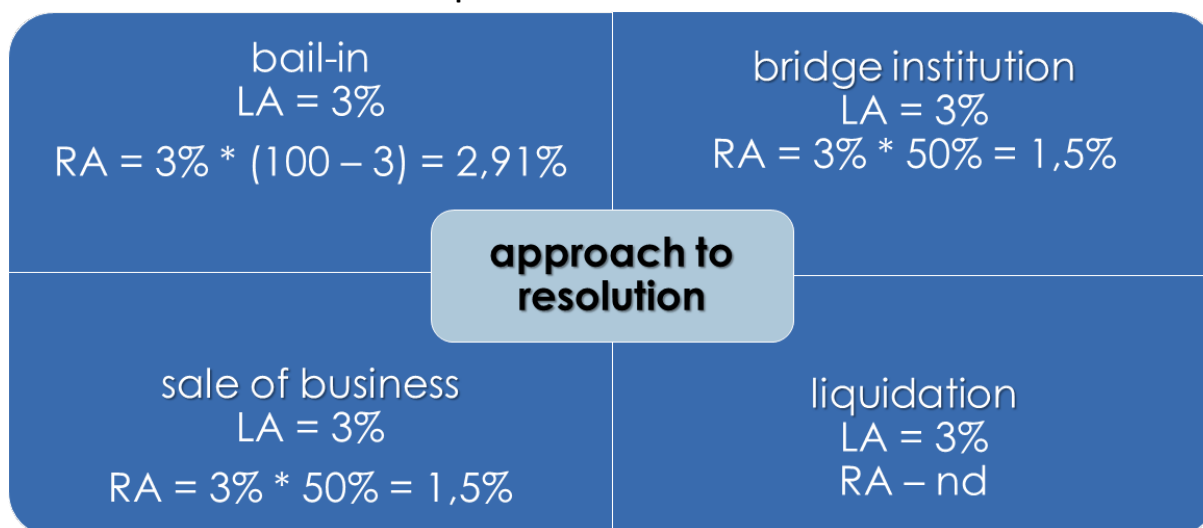 bail-in
LA = 3%
RA = 3% * (100 – 3) = 2,91%
bridge institution
LA = 3%
RA = 3% * 50% = 1,5%
approach to
resolution
sale of business
LA = 3%
RA = 3% * 50% = 1,5%
liquidation
LA = 3%
RA – nd